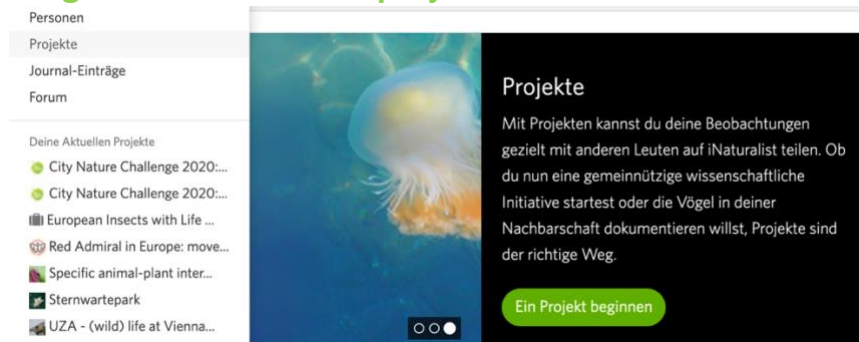 Personen
Projekte
Journal-Einträge
Forum
Deine Aktuellen Projekte
City Nature Challenge 2020:...
City Nature Challenge 2020:...
European Insects with Life ...
Red Admiral in Europe: move...
Specific animal-plant inter...
Sternwartepark
UZA - (wild) life at Vienna...
Projekte
Mit Projekten kannst du deine Beobachtungen
gezielt mit anderen Leuten auf iNaturalist teilen. Ob
du nun eine gemeinnützige wissenschaftliche
Initiative startest oder die Vögel in deiner
Nachbarschaft dokumentieren willst, Projekte sind
der richtige Weg.
Ein Projekt beginnen